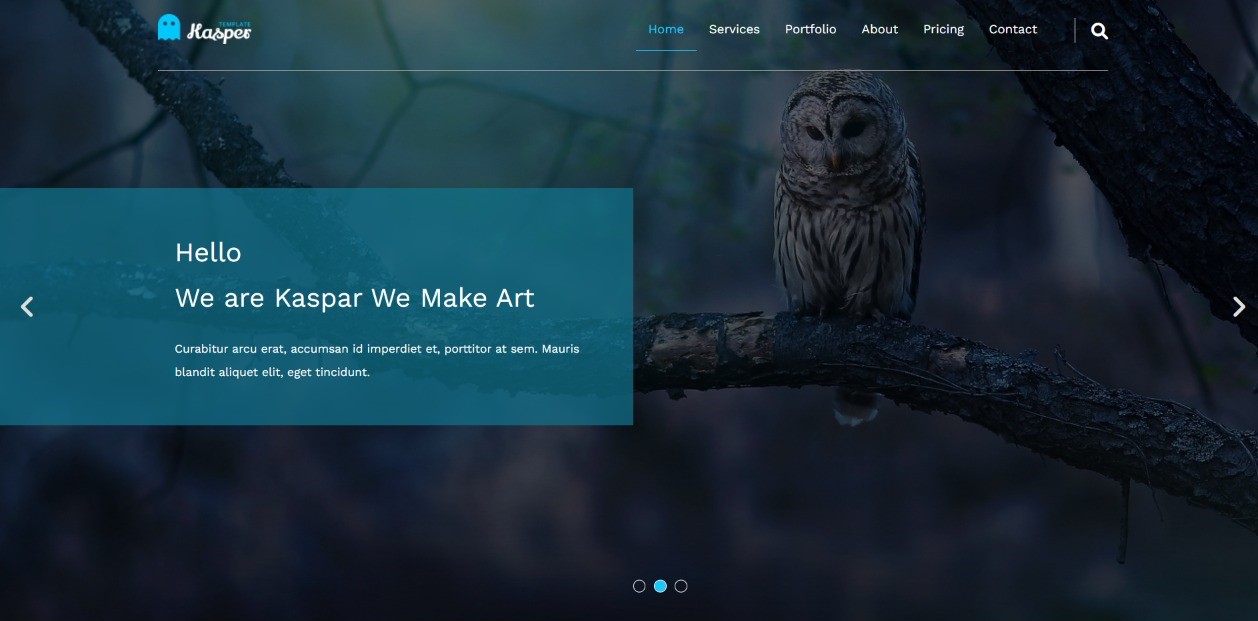 TEMPLATE
Kasper
Home Services Portfolio About Pricing Contact
Hello
We are Kaspar We Make Art
Curabitur arcu erat, accumsan id imperdiet et, porttitor at sem. Mauris
blandit aliquet elit, eget tincidunt.